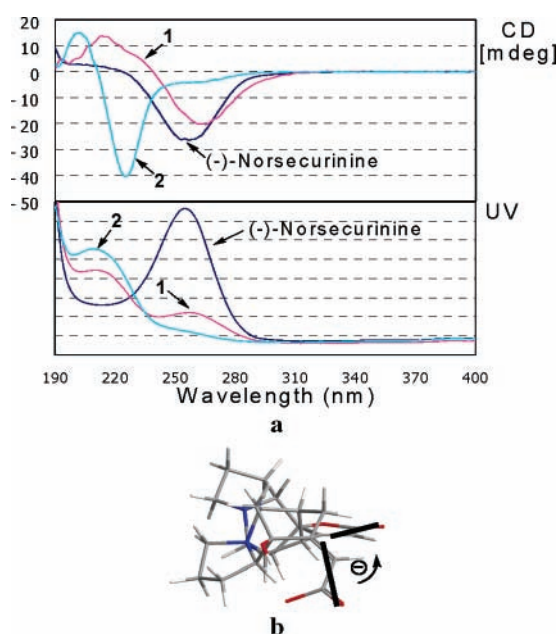 20
10
0
- 10
- 20
- 30
- 40
- 50
CD
[mdeg]
1
(-)-Norsecurinine
2
UV
2
(-)-Norsecurinine
1
190 220 250 280 310 340 370 400
Wavelength (nm)
a
⊖
b